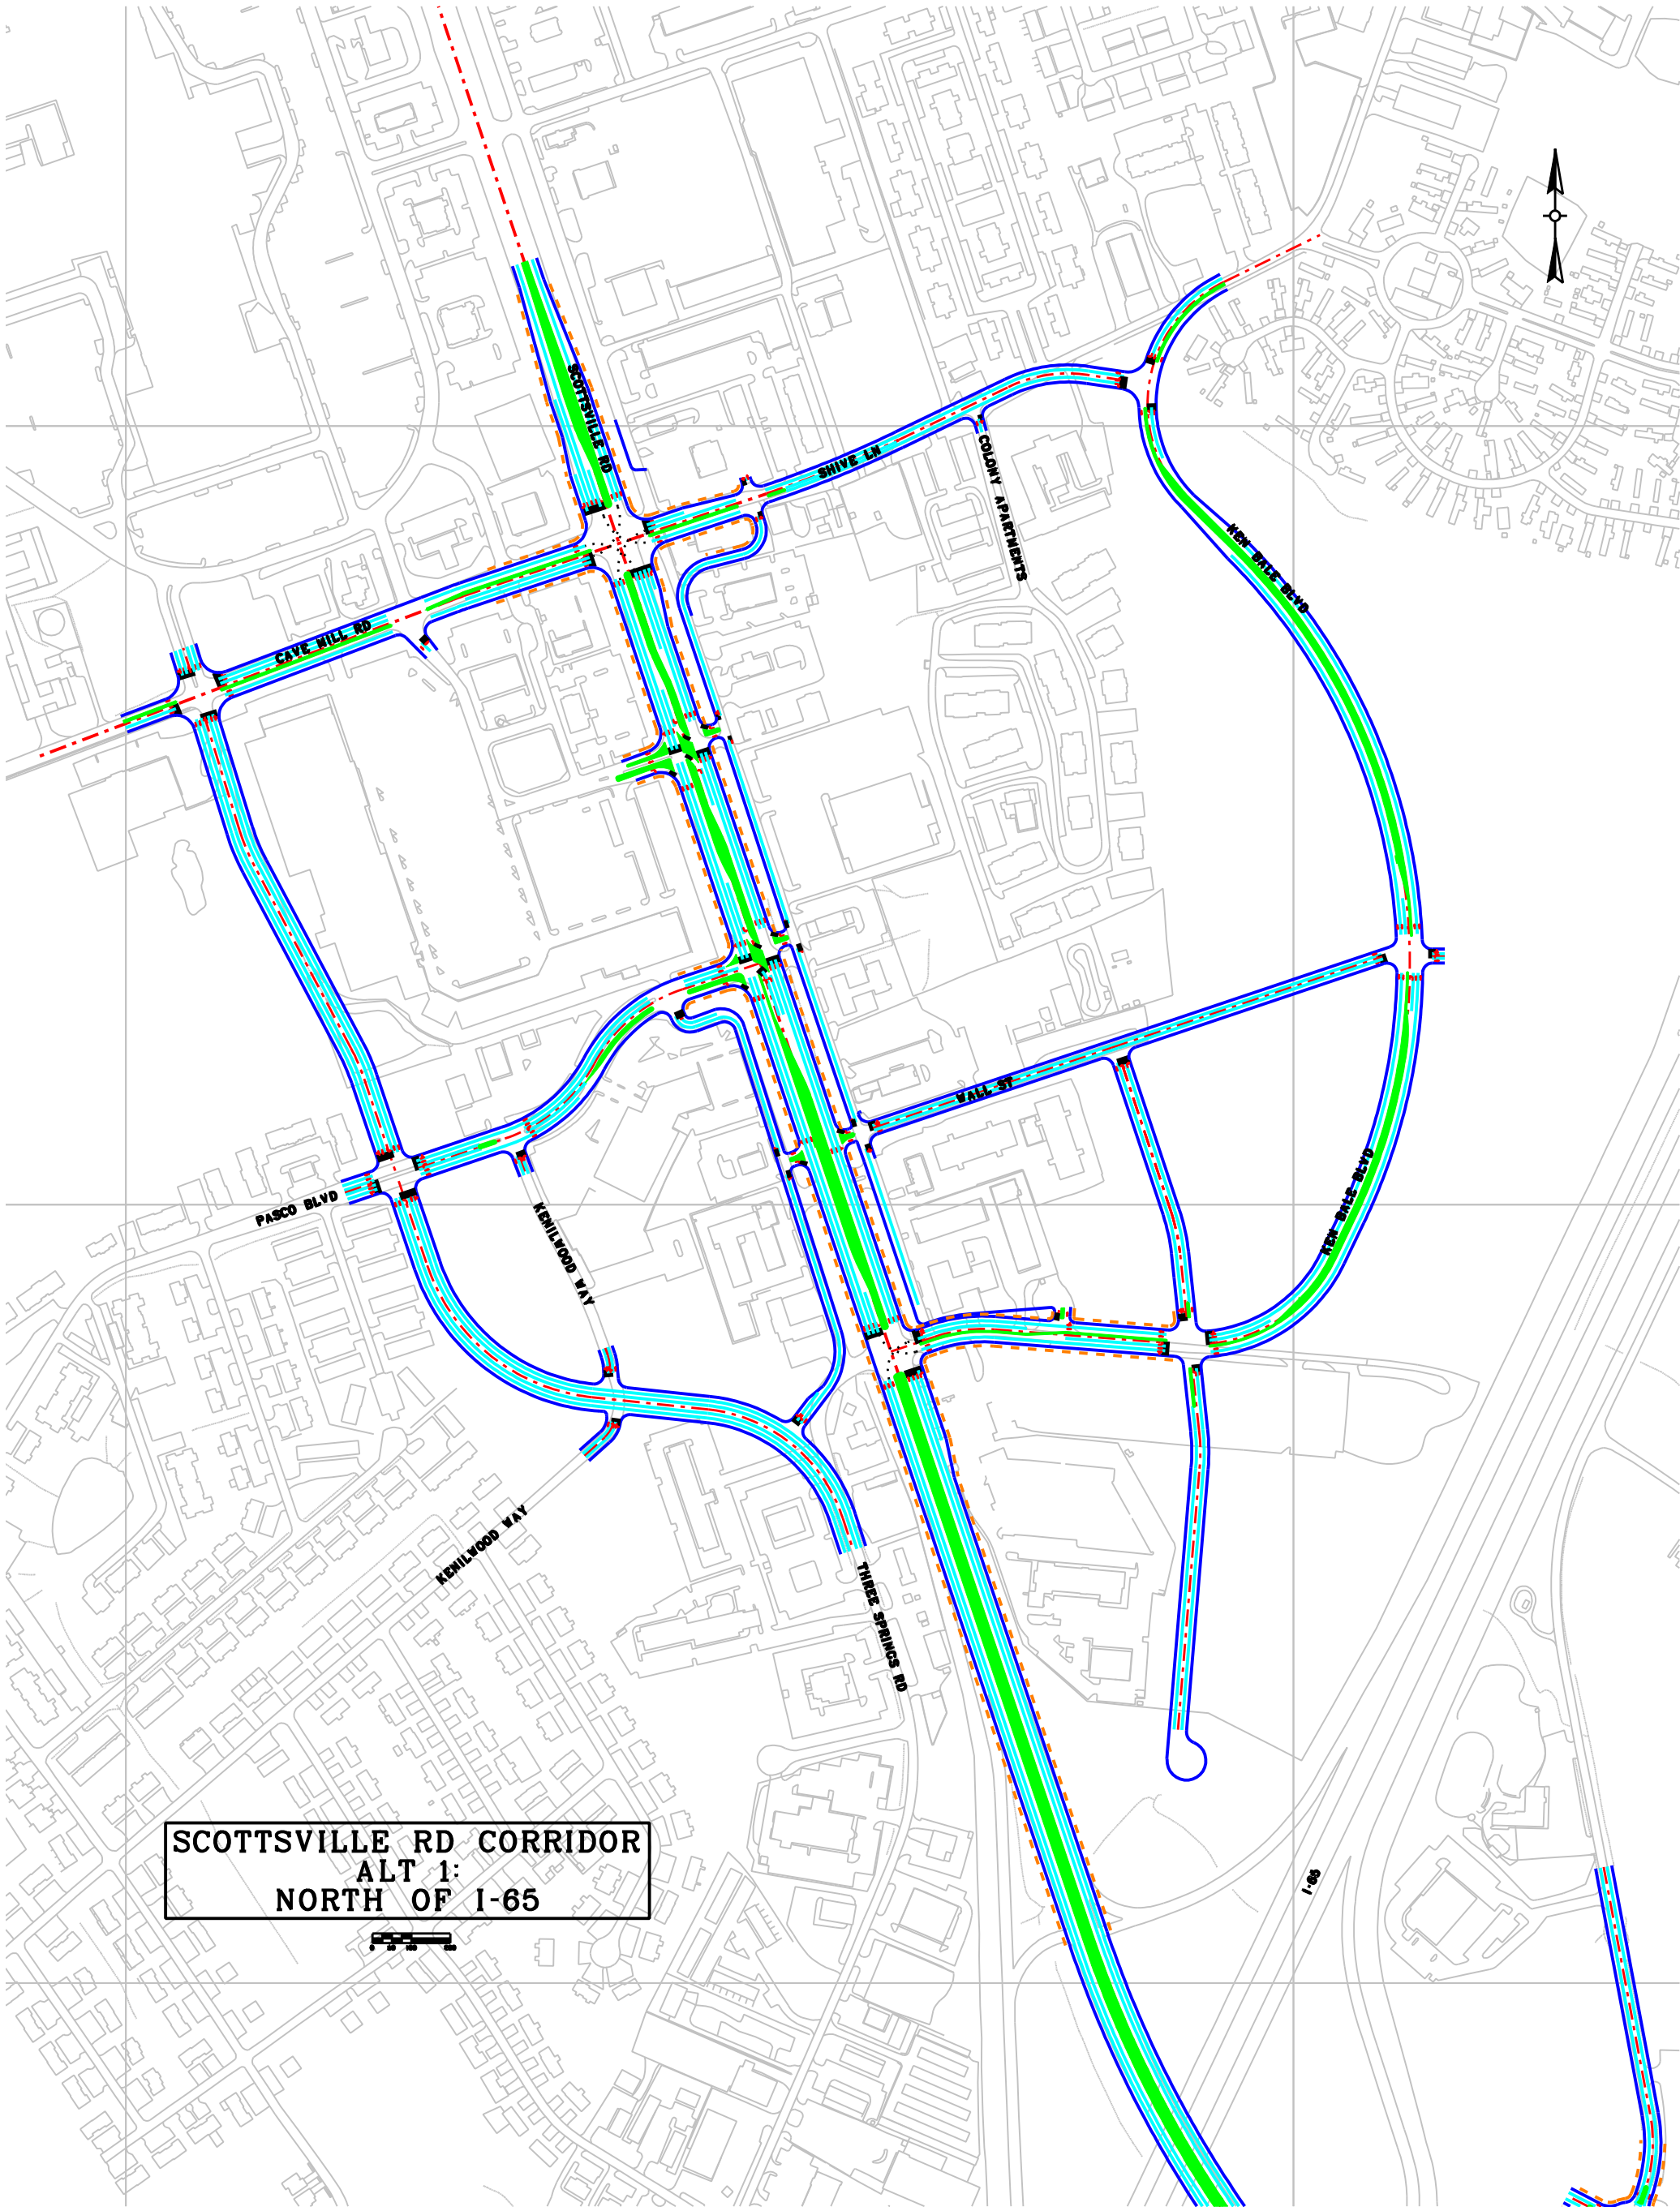 SCOTTSVILLE RD
SHIVE LN
COLONY APARTMENTS
KEN BALE BLVD
CAVE MILL RD
WALL ST
KEN BALE BLVD
PASCO BLVD
KENILWOOD WAY
KENILWOOD WAY
THREE SPRINGS RD
SCOTTSVILLE RD CORRIDOR
ALT 1:
NORTH OF I-65
I-65